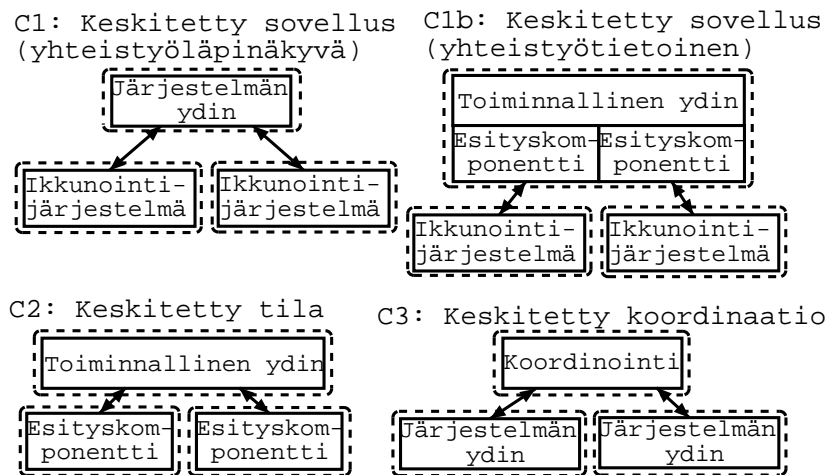 C1: Keskitetty sovellus
(yhteistyöläpinäkyvä)
Järjestelmän
ydin
Ikkunointi-
järjestelmä
Ikkunointi-
järjestelmä
C1b: Keskitetty sovellus
(yhteistyötietoinen)
Toiminnallinen ydin
Esityskom-
ponentti
Esityskom-
ponentti
Ikkunointi-
järjestelmä
Ikkunointi-
järjestelmä
C2: Keskitetty tila
Toiminnallinen ydin
Esityskom-
ponentti
Esityskom-
ponentti
C3: Keskitetty koordinaatio
Koordinointi
Järjestelmän
ydin
Järjestelmän
ydin